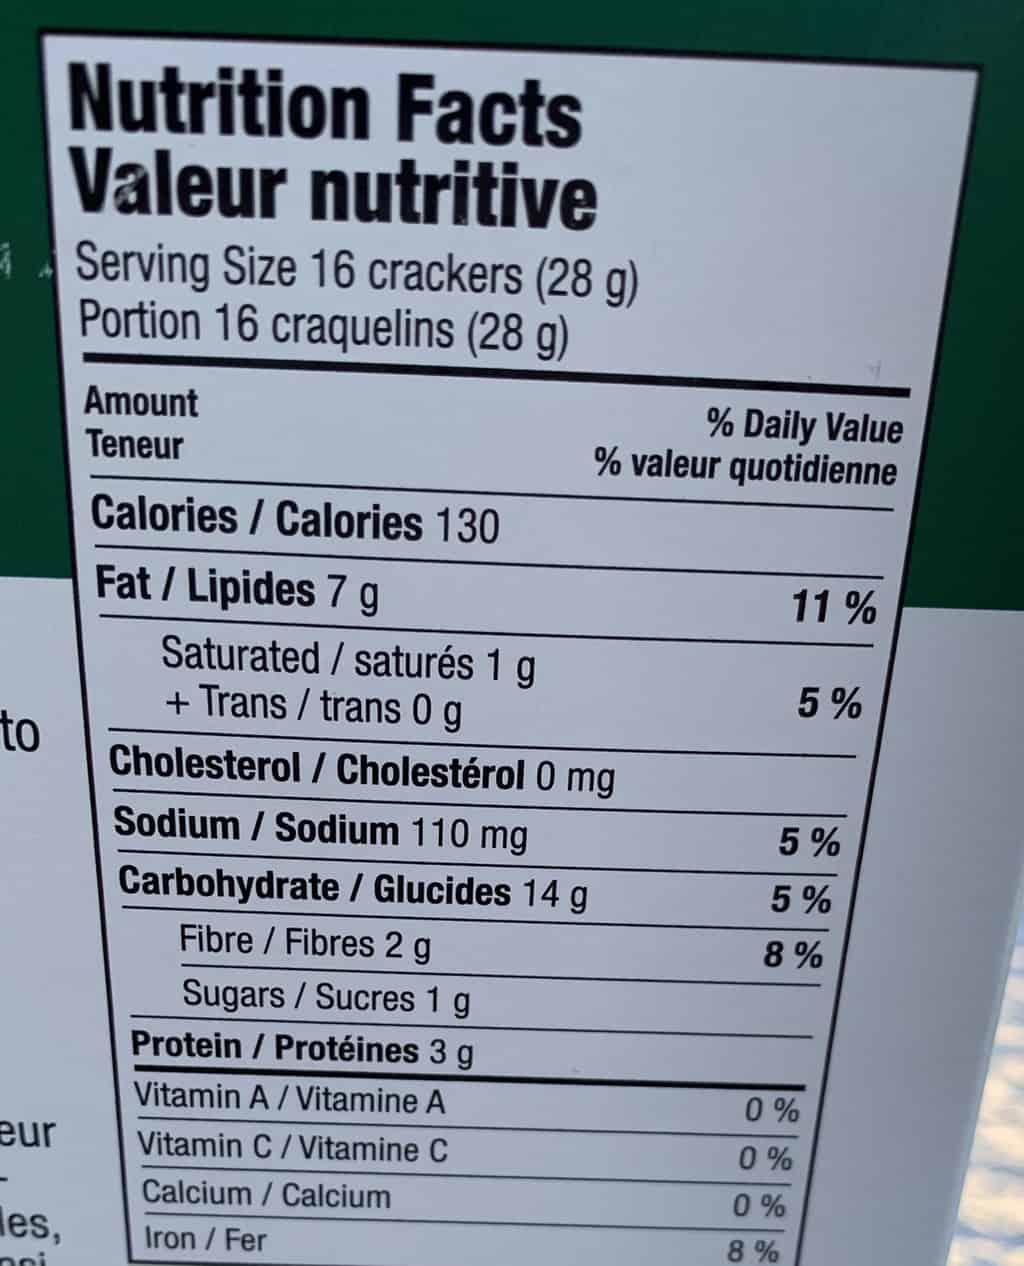 Nutrition Facts
Valeur nutritive
Serving Size 16 crackers (28 g)
Portion 16 craquelins (28 g)
Amount
Teneur
% Daily Value
% valeur quotidienne
Calories / Calories 130
Fat / Lipides 7 g 11 %
Saturated / saturés 1 g
+ Trans / trans 0 g 5 %
Cholesterol / Cholestérol 0 mg
Sodium / Sodium 110 mg 5 %
Carbohydrate / Glucides 14 g 5 %
Fibre / Fibres 2 g 8 %
Sugars / Sucres 1 g
Protein / Protéines 3 g
Vitamin A / Vitamine A 0 %
Vitamin C / Vitamine C 0 %
Calcium / Calcium 0 %
Iron / Fer 8 %
to
eur
les,